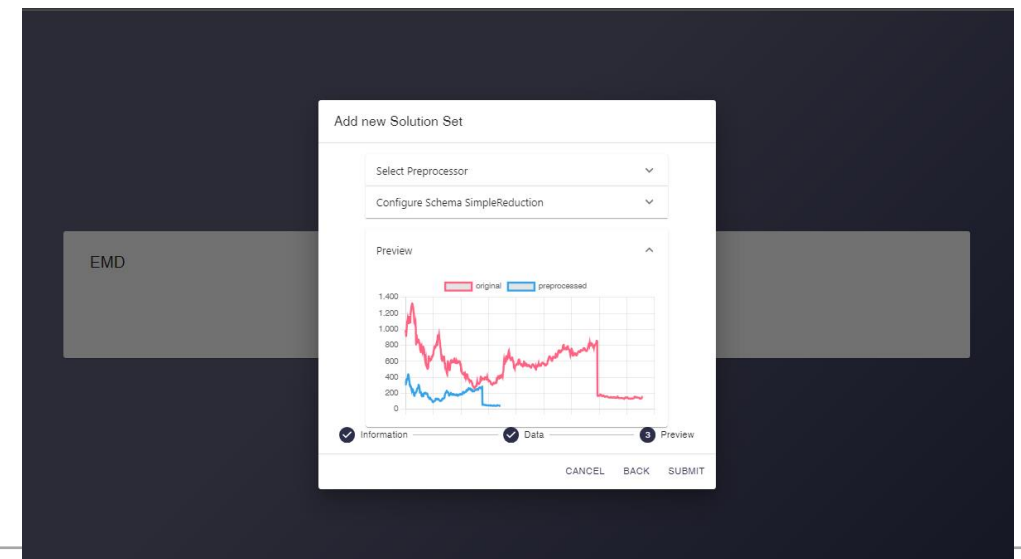 Add new Solution Set
Select Preprocessor
Configure Schema SimpleReduction
EMD
Preview
original preprocessed
1.400
1.200
1.000
800
600
400
200
0
Information Data 3 Preview
CANCEL BACK SUBMIT